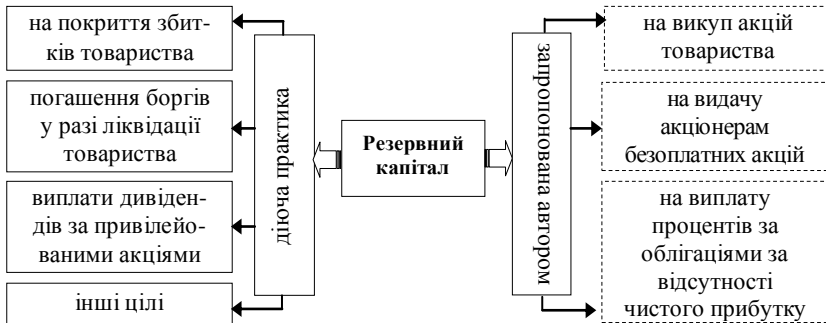 на покриття збит-
ків товариства
погашення боргів
у разі ліквідації
товариства
виплати дивіден-
дів за привілейо-
ваними акціями
інші цілі
діюча практика
Резервний
капітал
запропонована автором
на викуп акцій
товариства
на видачу
акціонерам
безоплатних акцій
на виплату
процентів за
облігаціями за
відсутності
чистого прибутку